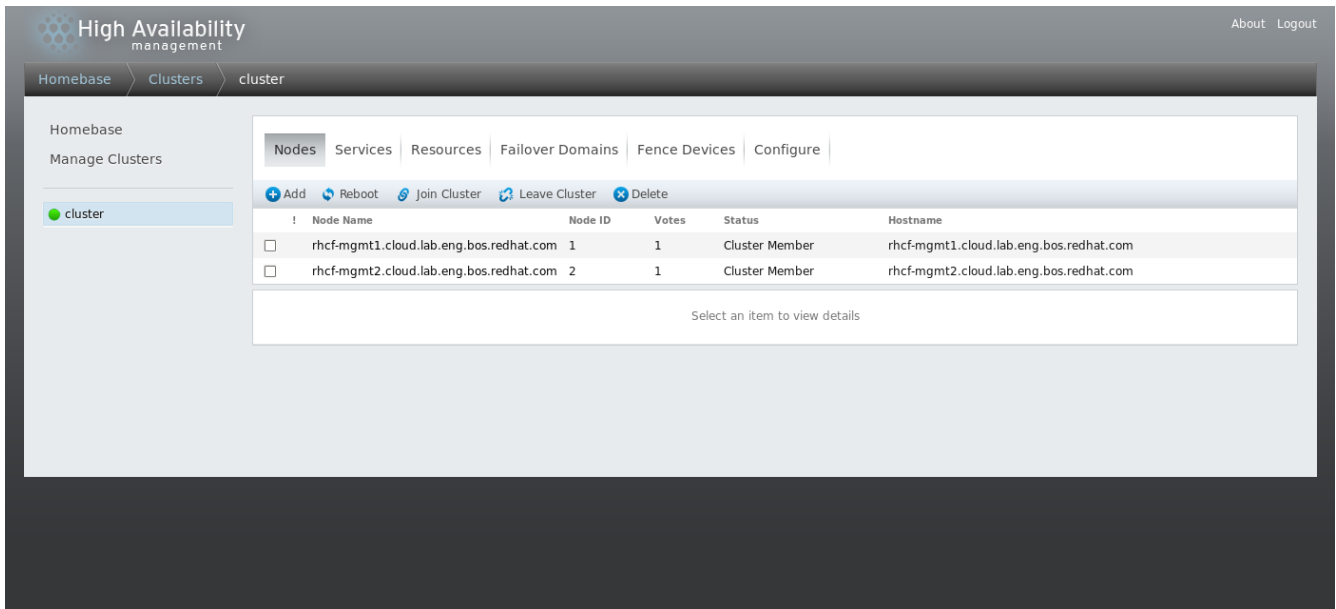 High Availability
management
About Logout
Homebase Clusters cluster
Homebase
Manage Clusters
cluster
Nodes Services Resources Failover Domains Fence Devices Configure
Add Reboot Join Cluster Leave Cluster Delete
! Node Name Node ID Votes Status Hostname
rhcf-mgmt1.cloud.lab.eng.bos.redhat.com 1 1 Cluster Member rhcf-mgmt1.cloud.lab.eng.bos.redhat.com
rhcf-mgmt2.cloud.lab.eng.bos.redhat.com 2 1 Cluster Member rhcf-mgmt2.cloud.lab.eng.bos.redhat.com
Select an item to view details